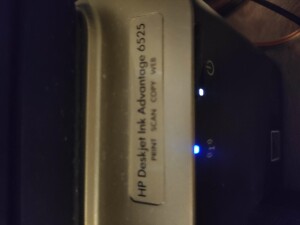 HP Deskjet Ink Advantage 6525
PRINT SCAN COPY WEB